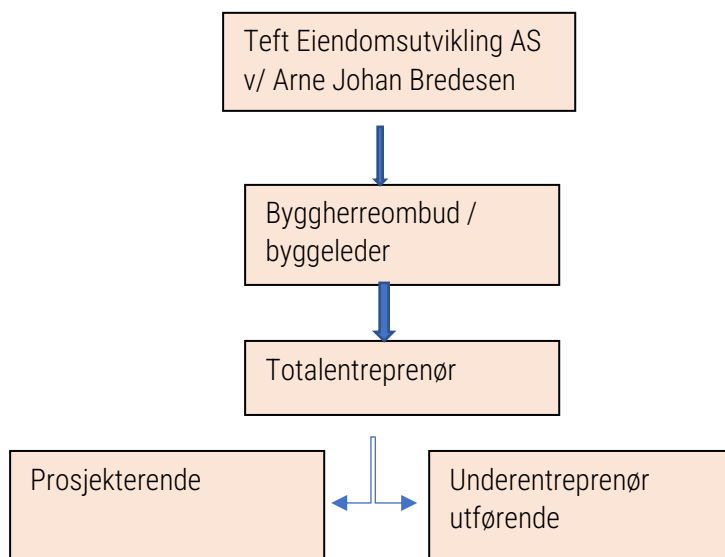 Teft Eiendomsutvikling AS
v/ Arne Johan Bredesen
Byggherreombud /
byggeleder
Totalentreprenør
Prosjekterende
Underentreprenør
utførende